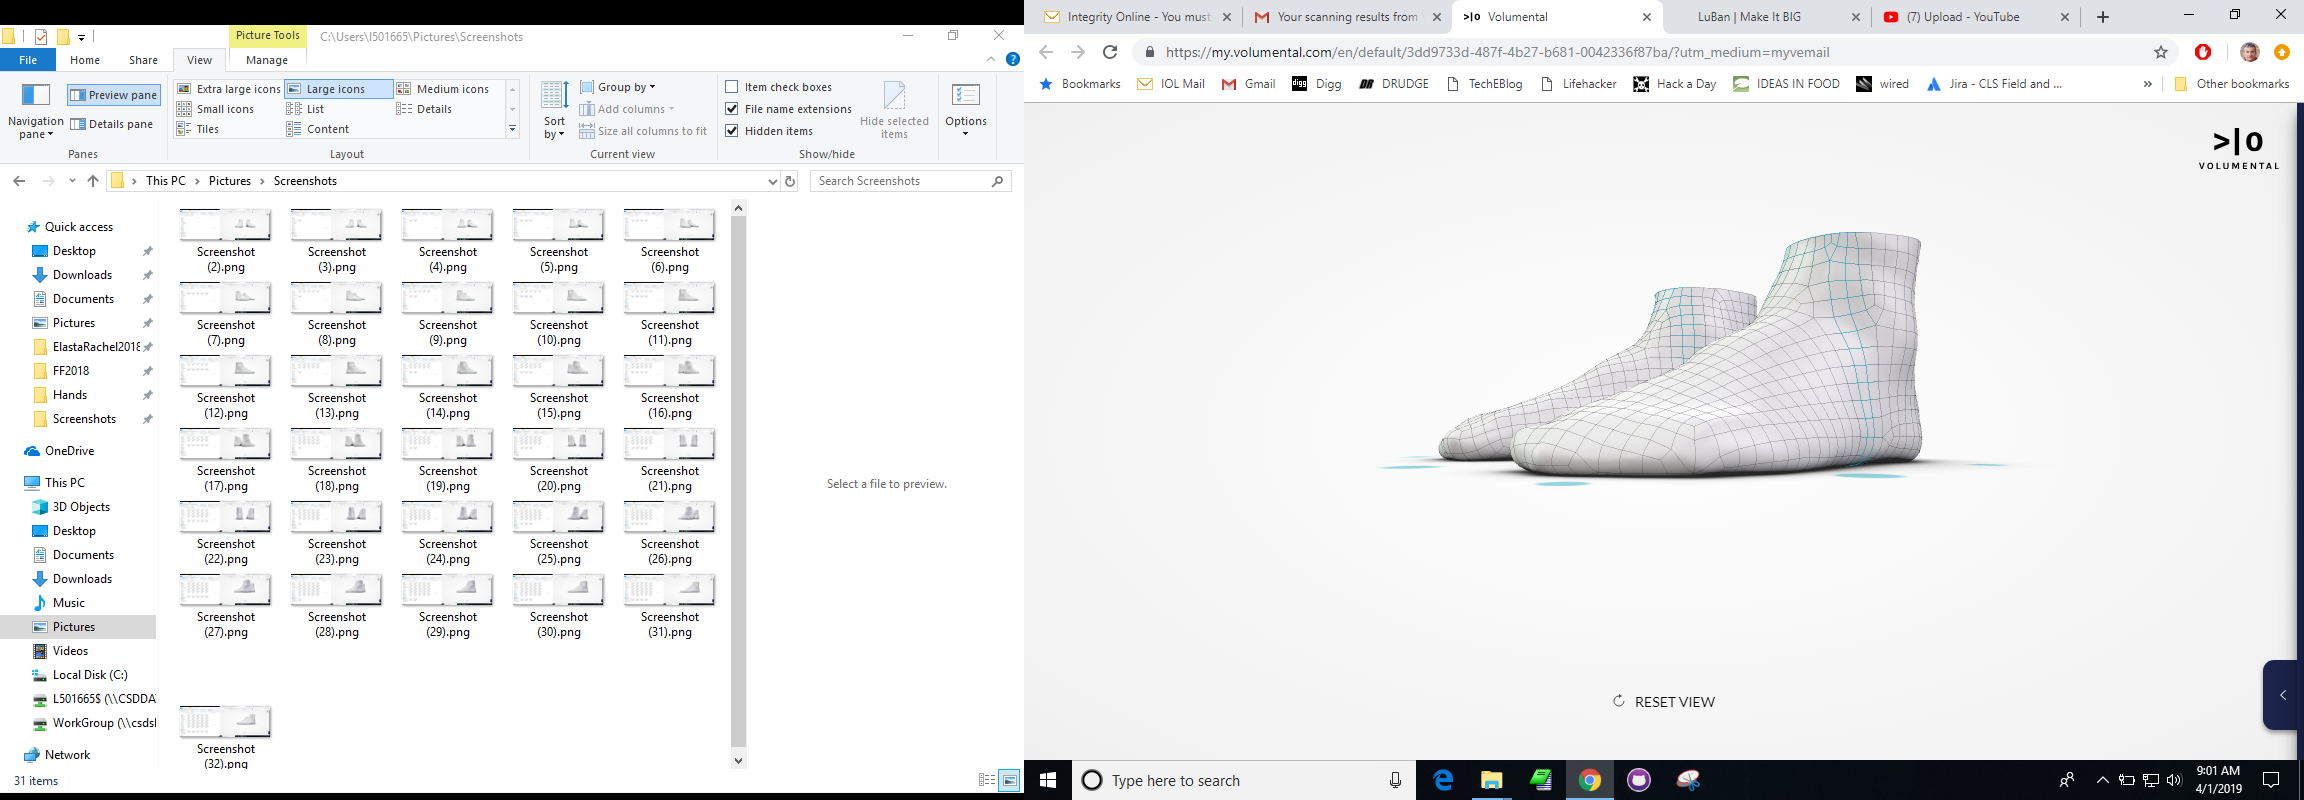 Picture Tools
C:\Users\I501665\Pictures\Screenshots
File
Home
Share
View
Manage
Navigation pane
Preview pane
Details pane
Panes
Extra large icons
Large icons
Medium icons
Small icons
List
Details
Tiles
Content
Layout
Sort by
Group by
Add columns
Size all columns to fit
Current view
Item check boxes
File name extensions
Hidden items
Hide selected items
Show/hide
Options
This PC
Pictures
Screenshots
Search Screenshots
Quick access
Desktop
Downloads
Documents
Pictures
ElastaRachel2018
FF2018
Hands
Screenshots
OneDrive
This PC
3D Objects
Desktop
Documents
Downloads
Music
Pictures
Videos
Local Disk (C:)
L501665$ (\\CSDDA
WorkGroup (\\csds
Network
Screenshot (2).png
Screenshot (3).png
Screenshot (4).png
Screenshot (5).png
Screenshot (6).png
Screenshot (7).png
Screenshot (8).png
Screenshot (9).png
Screenshot (10).png
Screenshot (11).png
Screenshot (12).png
Screenshot (13).png
Screenshot (14).png
Screenshot (15).png
Screenshot (16).png
Screenshot (17).png
Screenshot (18).png
Screenshot (19).png
Screenshot (20).png
Screenshot (21).png
Screenshot (22).png
Screenshot (23).png
Screenshot (24).png
Screenshot (25).png
Screenshot (26).png
Screenshot (27).png
Screenshot (28).png
Screenshot (29).png
Screenshot (30).png
Screenshot (31).png
Screenshot (32).png
Select a file to preview.
31 items
Integrity Online - You must
Your scanning results from
>|o Volumental
LuBan | Make It BIG
(7) Upload - YouTube
https://my.volumental.com/en/default/3dd9733d-487f-4b27-b681-0042336f87ba/?utm_medium=myvemail
Bookmarks
IOL Mail
Gmail
digg Digg
DR DRUDGE
TechEBlog
Lifehacker
Hack a Day
IDEAS IN FOOD
wired
Jira - CLS Field and ...
Other bookmarks
>|o
VOLUMENTAL
RESET VIEW
Type here to search
9:01 AM
4/1/2019